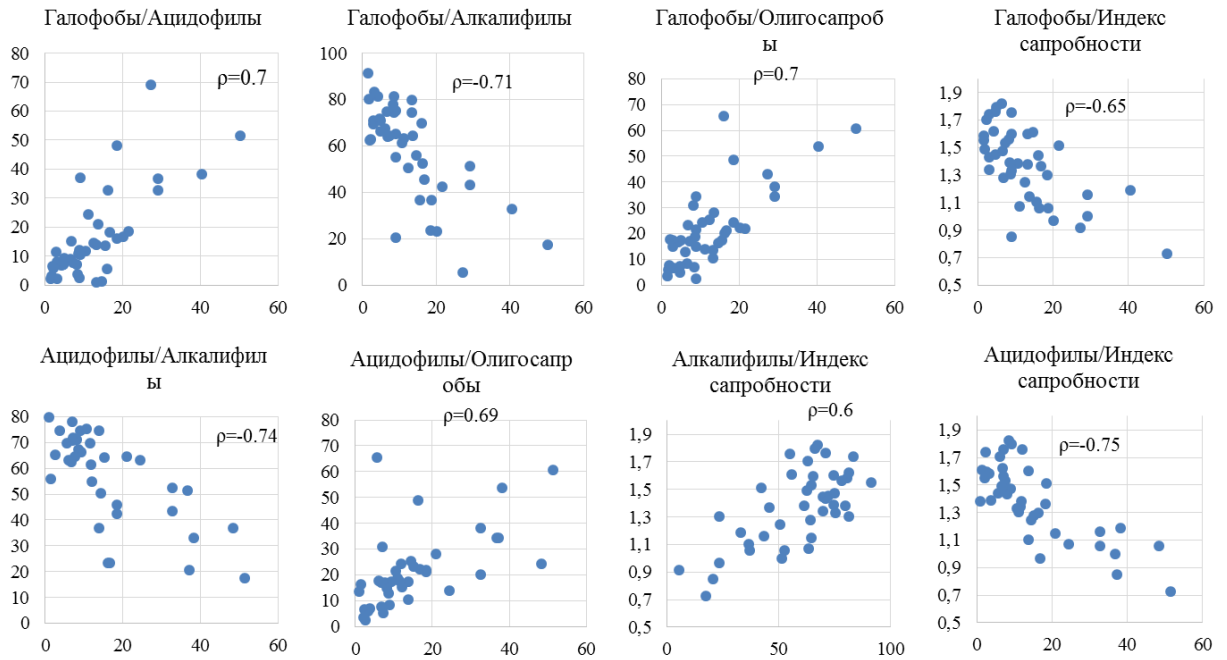 Галофобы/Ацидофилы
ρ=0.7
80
70
60
50
40
30
20
10
0
0 20 40 60
Галофобы/Алкалифилы
ρ=-0.71
100
80
60
40
20
0
0 20 40 60
Галофобы/Олигосапроб
ы
ρ=0.7
80
70
60
50
40
30
20
10
0
0 20 40 60
Галофобы/Индекс
сапробности
ρ=-0.65
1,9
1,7
1,5
1,3
1,1
0,9
0,7
0,5
0 20 40 60
Ацидофилы/Алкалифил
ы
ρ=-0.74
80
70
60
50
40
30
20
10
0
0 20 40 60
Ацидофилы/Олигосапр
обы
ρ=0.69
80
70
60
50
40
30
20
10
0
0 20 40 60
Алкалифилы/Индекс
сапробности
ρ=0.6
1,9
1,7
1,5
1,3
1,1
0,9
0,7
0,5
0 50 100
Ацидофилы/Индекс
сапробности
ρ=-0.75
1,9
1,7
1,5
1,3
1,1
0,9
0,7
0,5
0 20 40 60